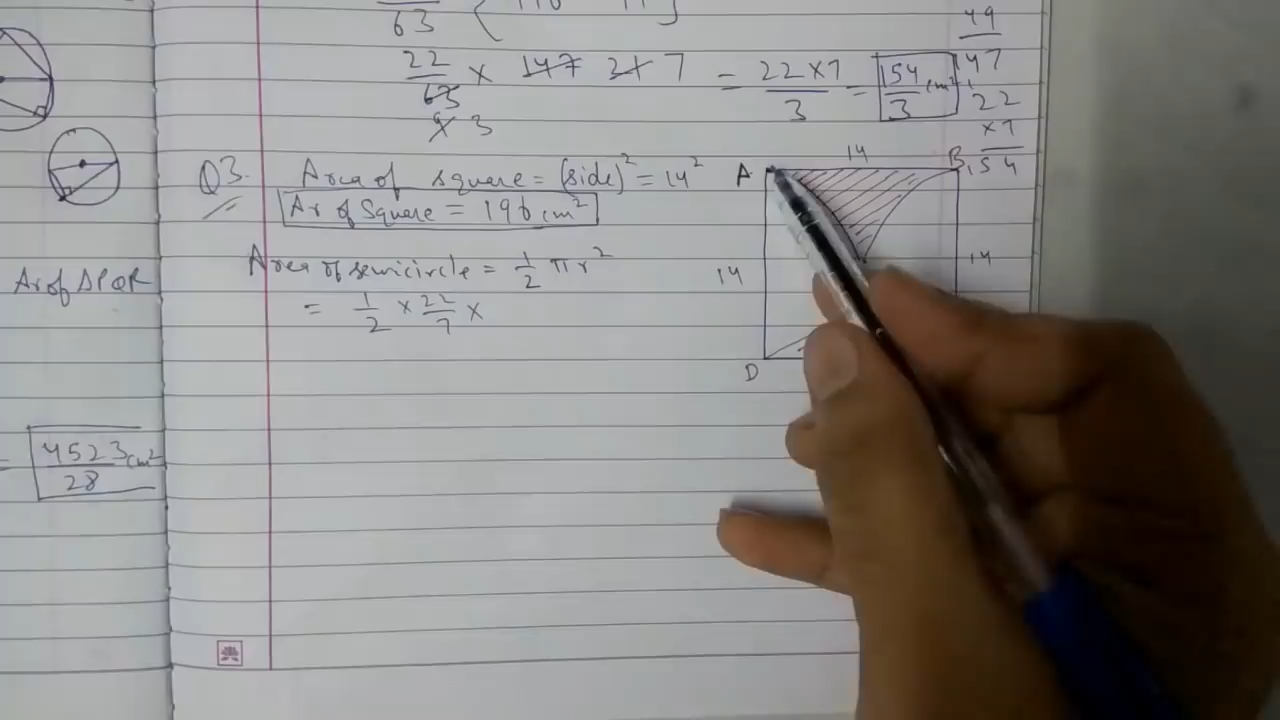 63
22/63 × 147 21 7 = 22×7/3 = 154/3 cm²
9 3
49
147
22
×7
154
Q3. Area of square = (side)² = 14²
Ar of Square = 196 cm²
Area of semicircle = 1/2 πr²
= 1/2 × 22/7 ×
A 14 B
14 14
D
Ar of ΔPQR
= 4523/28 cm²